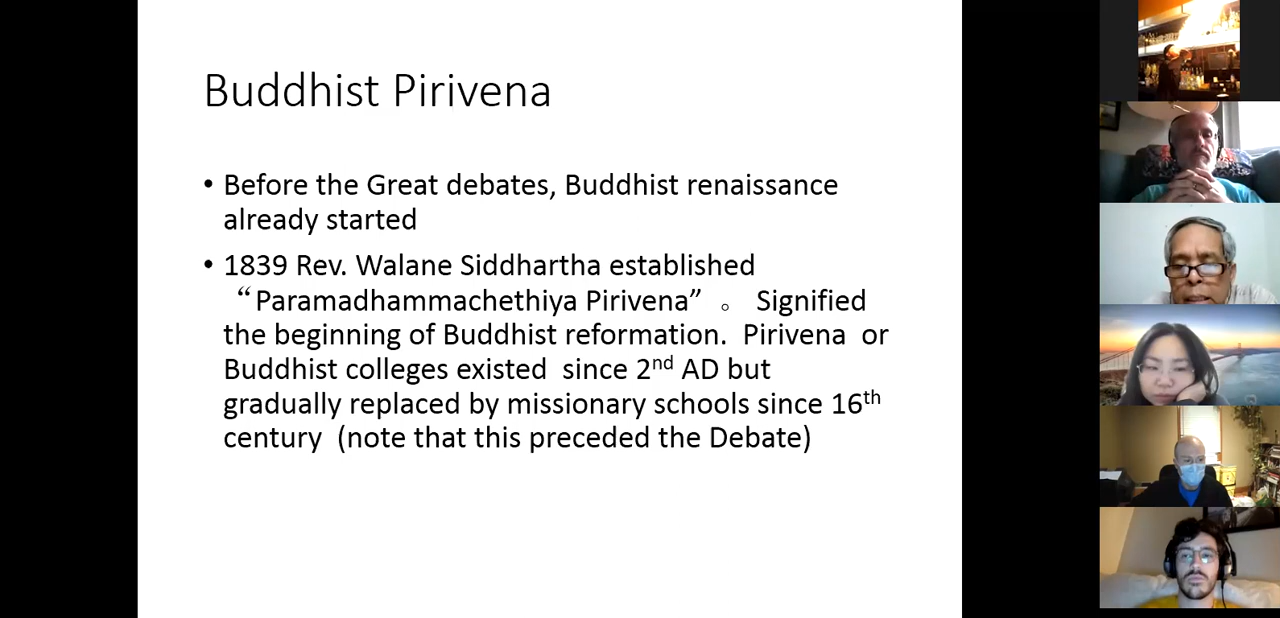 Buddhist Pirivena
• Before the Great debates, Buddhist renaissance
already started
• 1839 Rev. Walane Siddhartha established
“Paramadhammachethiya Pirivena” 。 Signified
the beginning of Buddhist reformation. Pirivena or
Buddhist colleges existed since 2nd AD but
gradually replaced by missionary schools since 16th
century (note that this preceded the Debate)